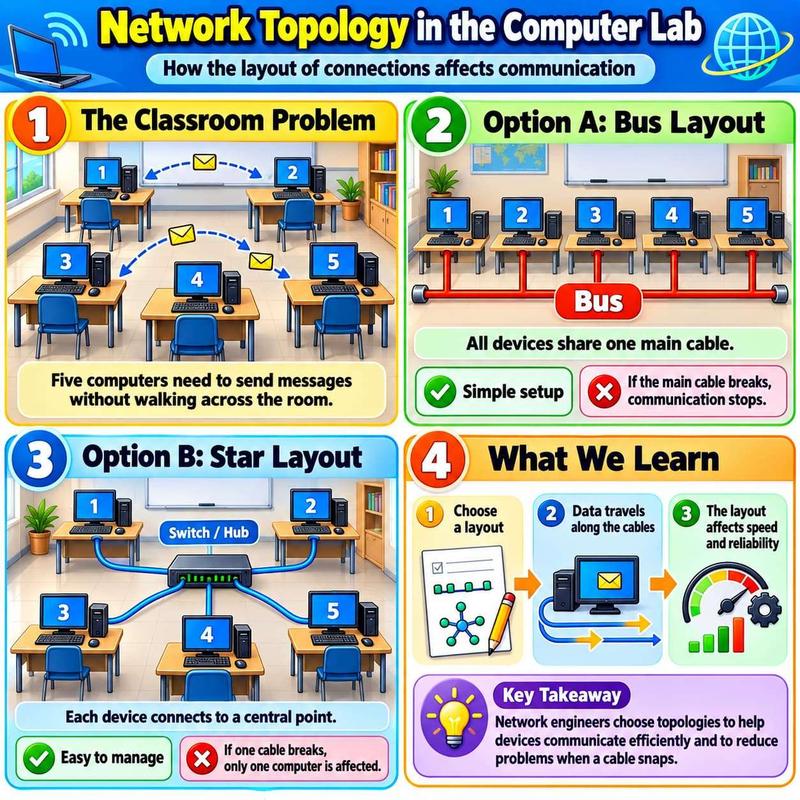 Network Topology in the Computer Lab
How the layout of connections affects communication
1 The Classroom Problem
1
2
3
4
5
Five computers need to send messages
without walking across the room.
2 Option A: Bus Layout
1 2 3 4 5
Bus
All devices share one main cable.
Simple setup
If the main cable breaks,
communication stops.
3 Option B: Star Layout
1
2
Switch / Hub
3
4
5
Each device connects to a central point.
Easy to manage
If one cable breaks,
only one computer is affected.
4 What We Learn
1 Choose
a layout
2 Data travels
along the cables
3 The layout
affects speed
and reliability
Key Takeaway
Network engineers choose topologies to help
devices communicate efficiently and to reduce
problems when a cable snaps.